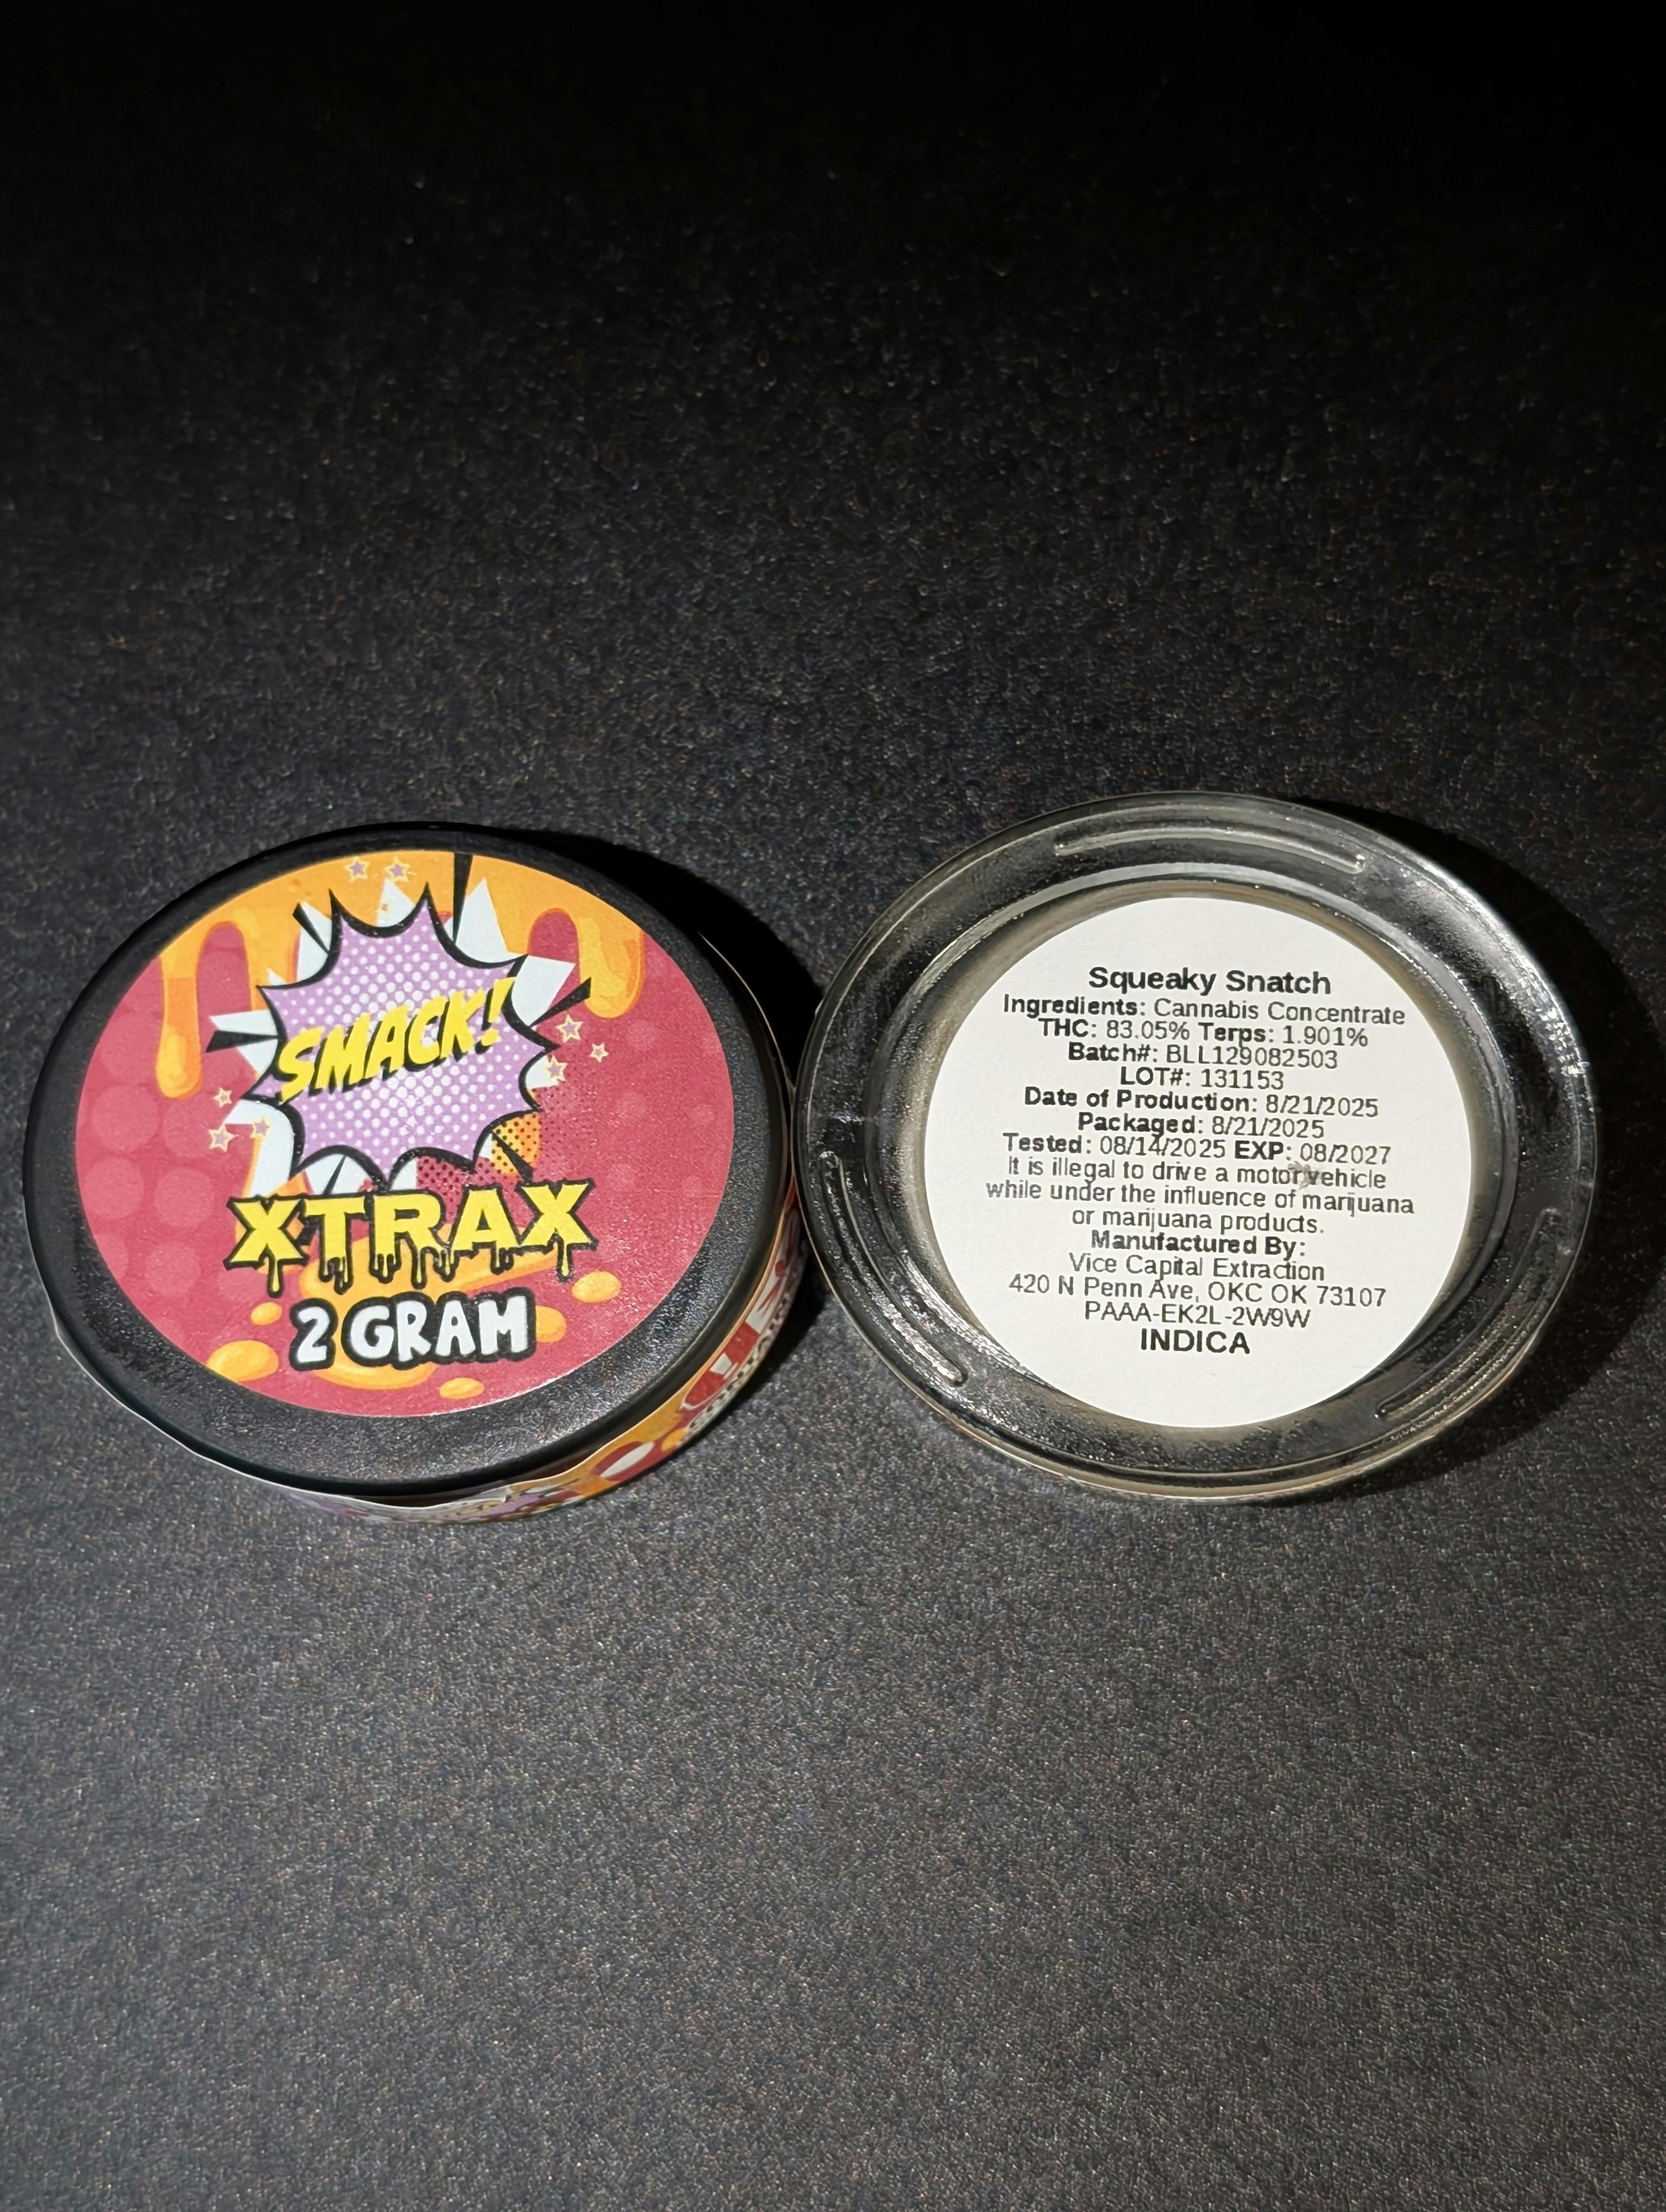 SMACK!
XTRAX
2 GRAM
Squeaky Snatch
Ingredients: Cannabis Concentrate
THC: 83.05% Terps: 1.901%
Batch#: BLL129082503
LOT#: 131153
Date of Production: 8/21/2025
Packaged: 8/21/2025
Tested: 08/14/2025 EXP: 08/2027
It is illegal to drive a motor vehicle
while under the influence of marijuana
or marijuana products.
Manufactured By:
Vice Capital Extraction
420 N Penn Ave, OKC OK 73107
PAAA-EK2L-2W9W
INDICA